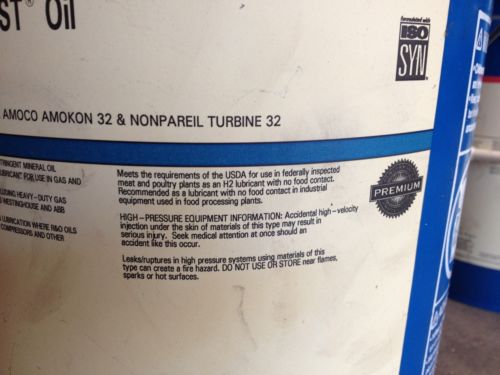 ST® Oil
formulated with
ISO
SYN
AMOCO AMOKON 32 & NONPAREIL TURBINE 32
TRINGENT MINERAL OIL
UBRICANT FOR USE IN GAS AND
UDING HEAVY-DUTY GAS
WESTINGHOUSE AND ABB
LUBRICATION WHERE R&O OILS
COMPRESSORS AND OTHER
Meets the requirements of the USDA for use in federally inspected
meat and poultry plants as an H2 lubricant with no food contact.
Recommended as a lubricant with no food contact in industrial
equipment used in food processing plants.
PREMIUM
HIGH-PRESSURE EQUIPMENT INFORMATION: Accidental high-velocity
injection under the skin of materials of this type may result in
serious injury. Seek medical attention at once should an
accident like this occur.
Leaks/ruptures in high pressure systems using materials of this
type can create a fire hazard. DO NOT USE OR STORE near flames,
sparks or hot surfaces.